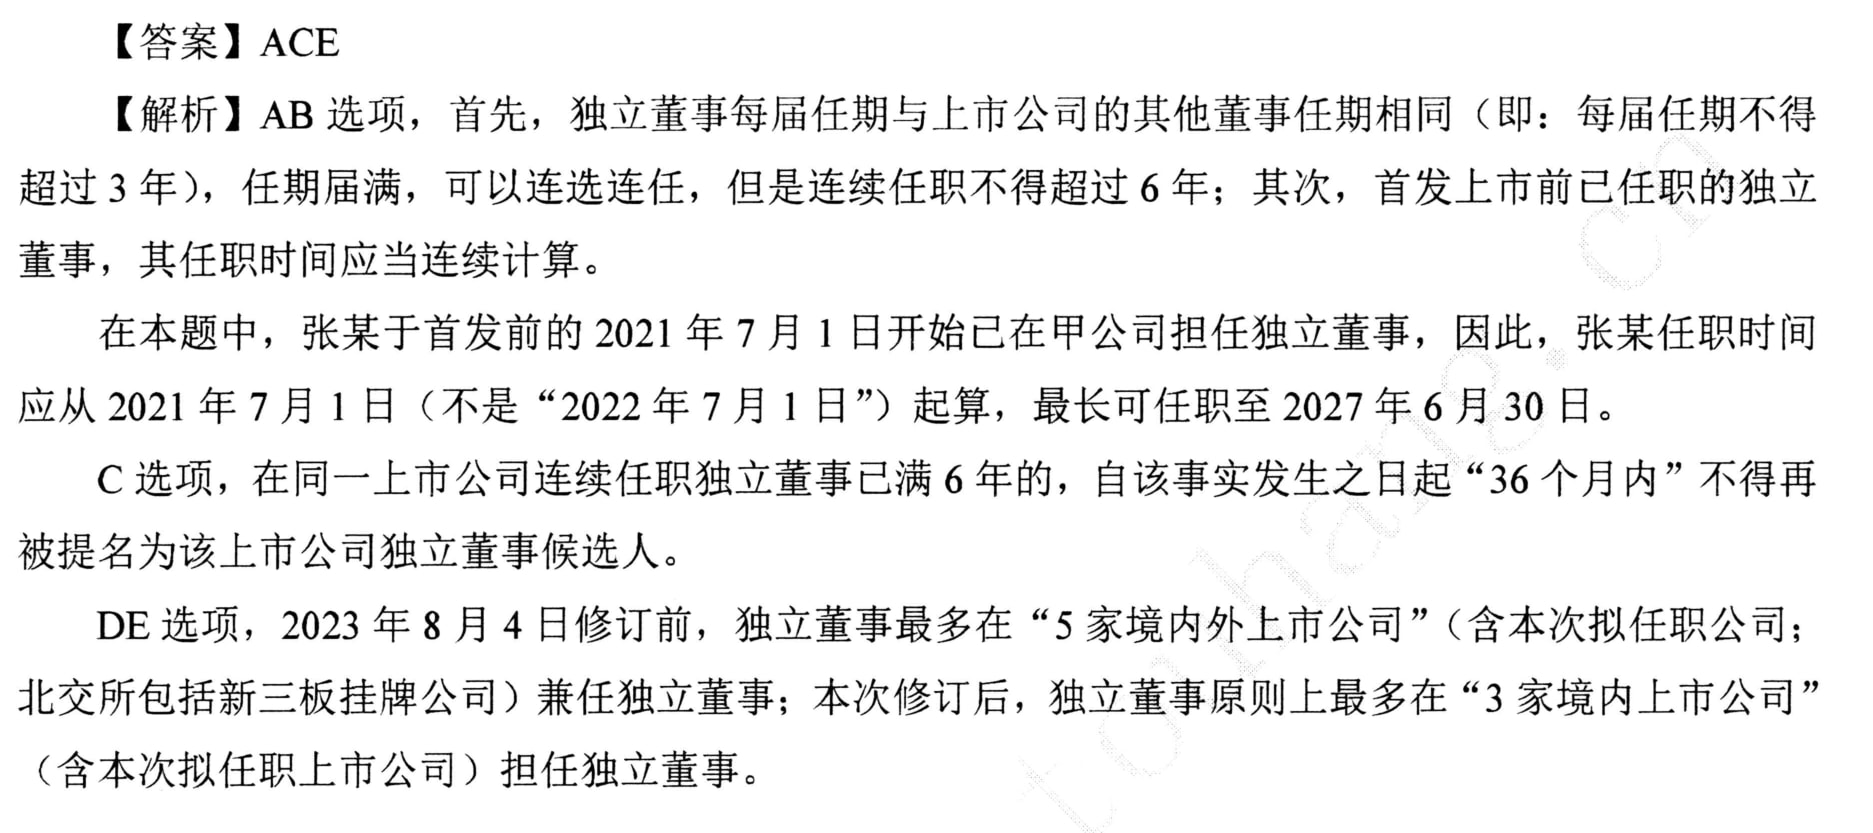 【答案】ACE
【解析】AB 选项，首先，独立董事每届任期与上市公司的其他董事任期相同（即：每届任期不得
超过 3 年），任期届满，可以连选连任，但是连续任职不得超过 6 年；其次，首发上市前已任职的独立
董事，其任职时间应当连续计算。
在本题中，张某于首发前的 2021 年 7 月 1 日开始已在甲公司担任独立董事，因此，张某任职时间
应从 2021 年 7 月 1 日（不是“2022 年 7 月 1 日”）起算，最长可任职至 2027 年 6 月 30 日。
C 选项，在同一上市公司连续任职独立董事已满 6 年的，自该事实发生之日起“36 个月内”不得再
被提名为该上市公司独立董事候选人。
DE 选项，2023 年 8 月 4 日修订前，独立董事最多在“5 家境内外上市公司”（含本次拟任职公司；
北交所包括新三板挂牌公司）兼任独立董事；本次修订后，独立董事原则上最多在“3 家境内上市公司”
（含本次拟任职上市公司）担任独立董事。